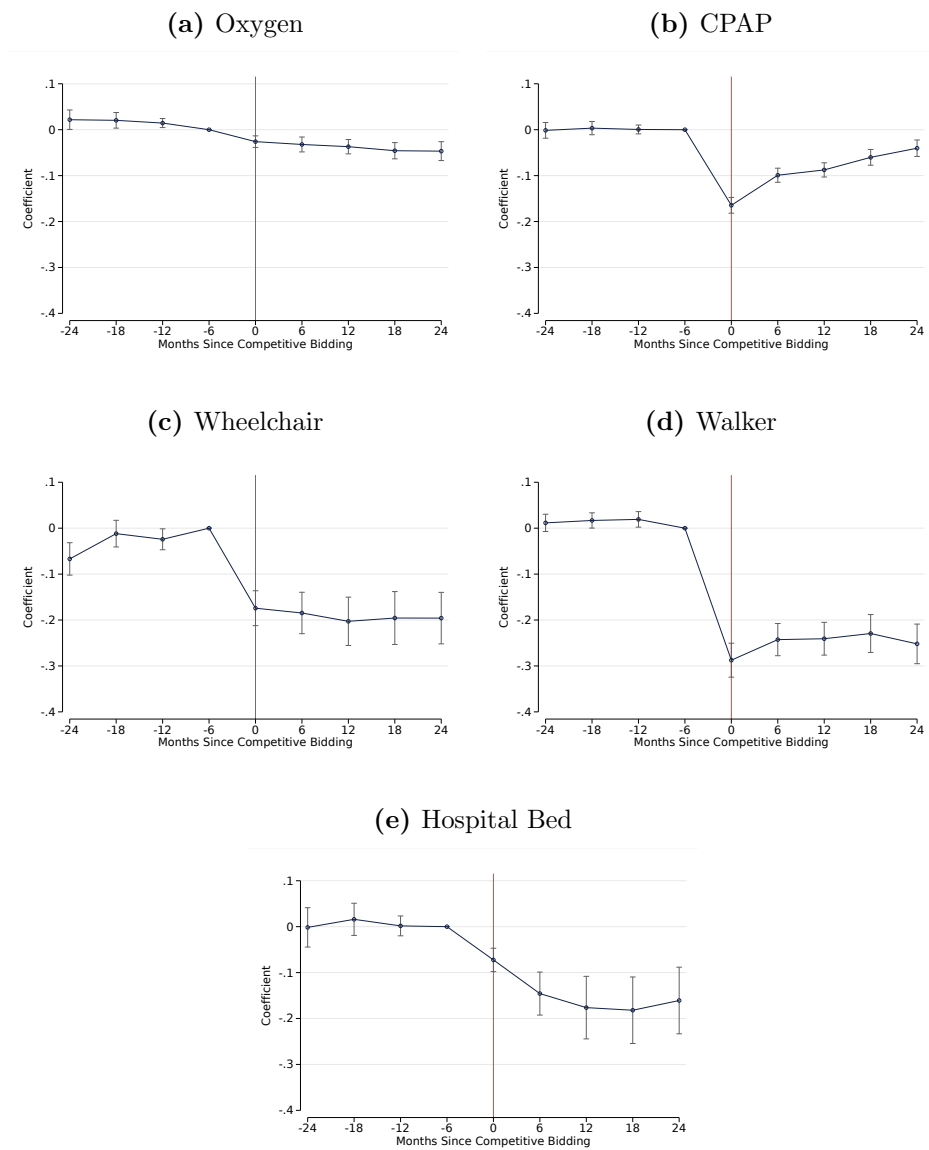 (a) Oxygen
(b) CPAP
.1
0
-.1
-.2
-.3
-.4
Coefficient
-24 -18 -12 -6 0 6 12 18 24
Months Since Competitive Bidding
.1
0
-.1
-.2
-.3
-.4
Coefficient
-24 -18 -12 -6 0 6 12 18 24
Months Since Competitive Bidding
(c) Wheelchair
(d) Walker
.1
0
-.1
-.2
-.3
-.4
Coefficient
-24 -18 -12 -6 0 6 12 18 24
Months Since Competitive Bidding
.1
0
-.1
-.2
-.3
-.4
Coefficient
-24 -18 -12 -6 0 6 12 18 24
Months Since Competitive Bidding
(e) Hospital Bed
.1
0
-.1
-.2
-.3
-.4
Coefficient
-24 -18 -12 -6 0 6 12 18 24
Months Since Competitive Bidding